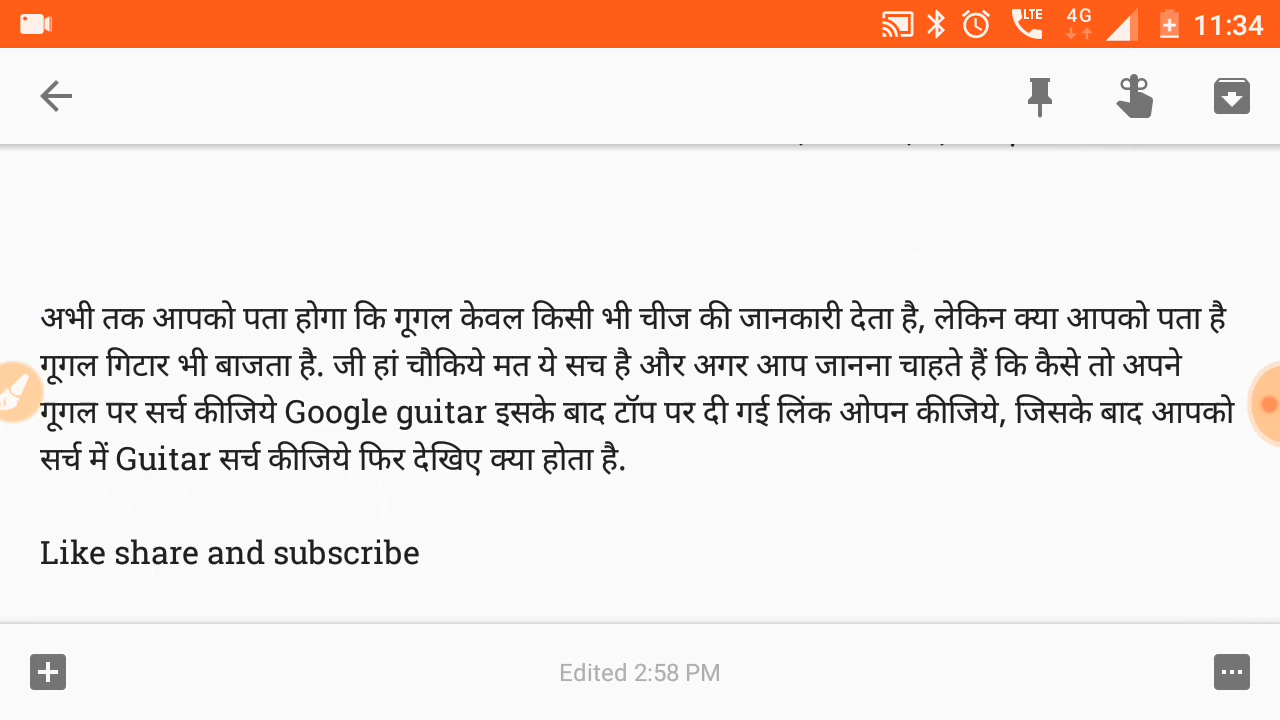 LTE 4G 11:34
अभी तक आपको पता होगा कि गूगल केवल किसी भी चीज की जानकारी देता है, लेकिन क्या आपको पता है
गूगल गिटार भी बाजता है. जी हां चौकिये मत ये सच है और अगर आप जानना चाहते हैं कि कैसे तो अपने
गूगल पर सर्च कीजिये Google guitar इसके बाद टॉप पर दी गई लिंक ओपन कीजिये, जिसके बाद आपको
सर्च में Guitar सर्च कीजिये फिर देखिए क्या होता है.
Like share and subscribe
Edited 2:58 PM